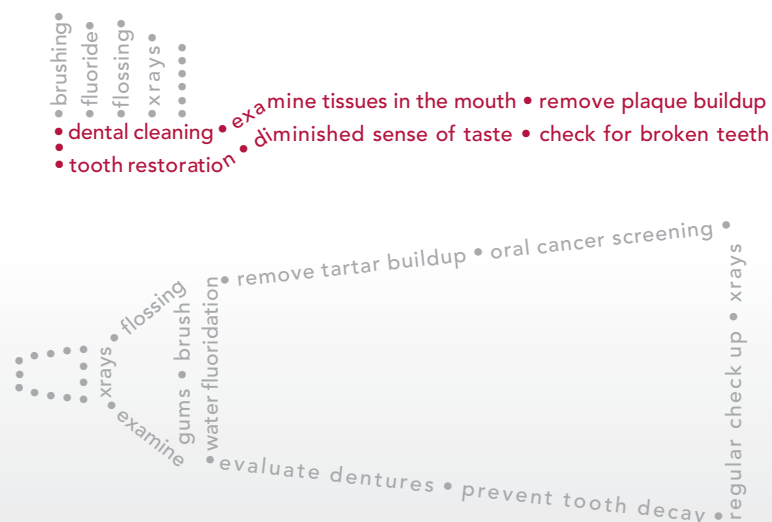 • brushing •
• fluoride •
• flossing •
• xrays •
• dental cleaning • examine tissues in the mouth • remove plaque buildup
• tooth restoration • diminished sense of taste • check for broken teeth
• remove tartar buildup • oral cancer screening •
xrays • flossing
gums • brush
water fluoridation
regular check up • xrays
• examine
• evaluate dentures • prevent tooth decay •